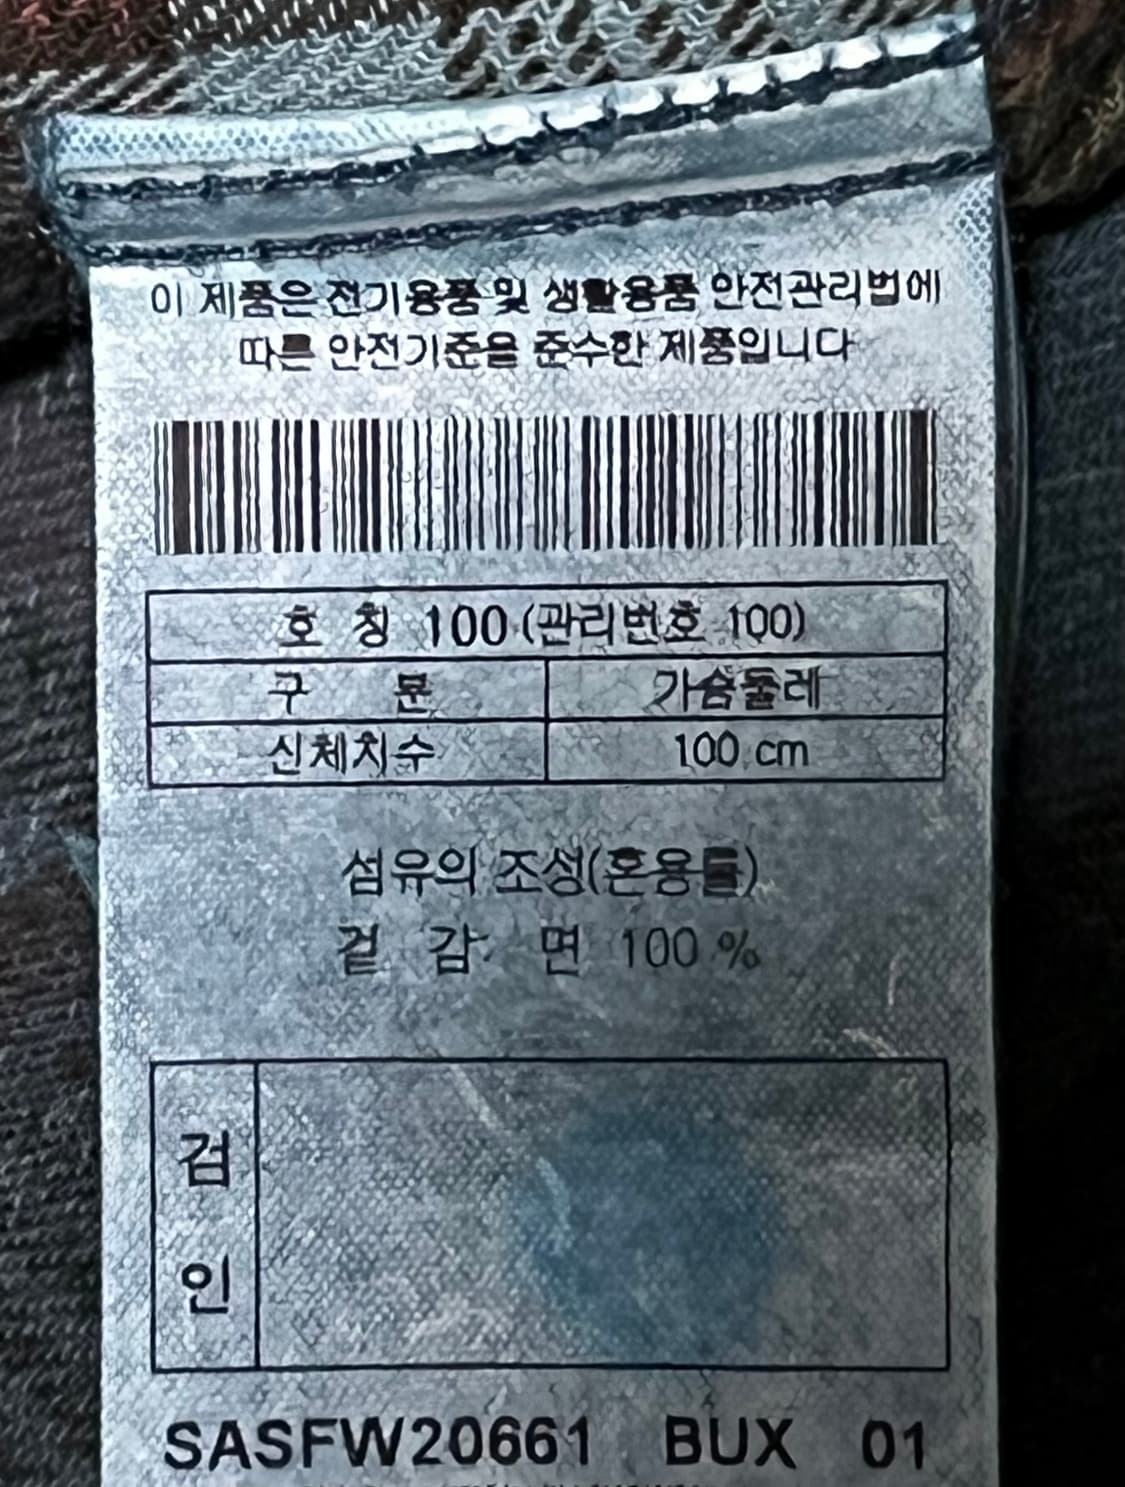 이 제품은 전기용품 및 생활용품 안전관리법에
따른 안전기준을 준수한 제품입니다
호 칭 100 (관리번호 100)
구 분 가슴둘레
신체치수 100 cm
섬유의 조성(혼용률)
겉 감 면 100 %
검
인
SASFW20661 BUX 01